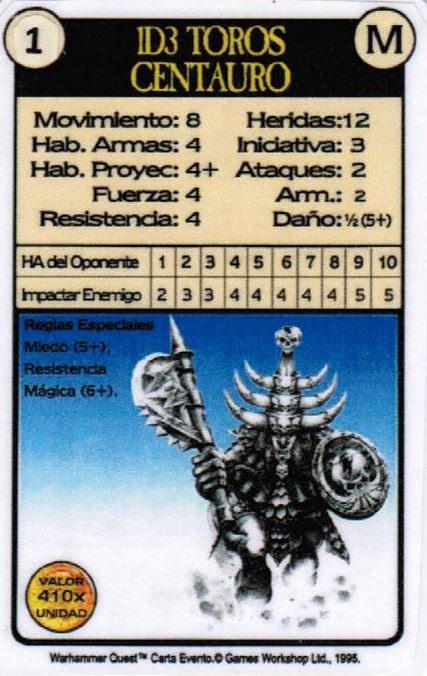 1
M
1D3 TOROS
CENTAURO
Movimiento: 8 Heridas:12
Hab. Armas: 4 Iniciativa: 3
Hab. Proyec: 4+ Ataques: 2
Fuerza: 4 Arm.: 2
Resistencia: 4 Daño:½(5+)
HA del Oponente 1 2 3 4 5 6 7 8 9 10
Impactar Enemigo 2 3 3 4 4 4 4 4 5 5
Reglas Especiales
Miedo (5+),
Resistencia
Mágica (6+).
VALOR
410x
UNIDAD
Warhammer Quest™ Carta Evento.© Games Workshop Ltd., 1995.